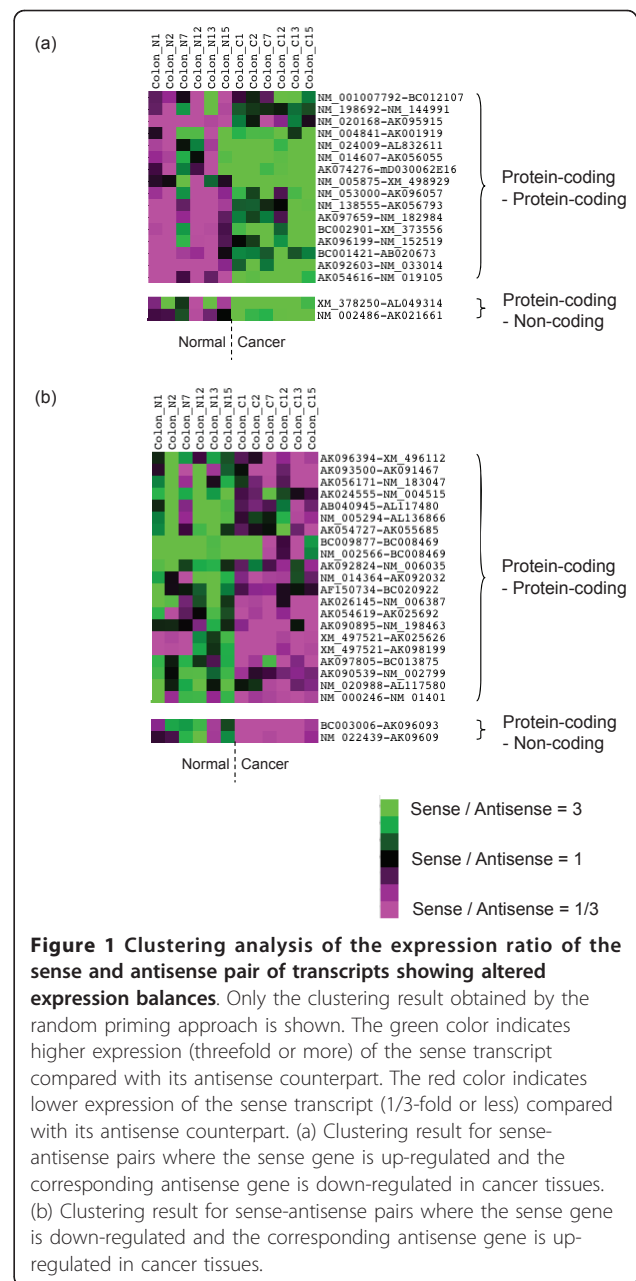 (a)
Colon_N1
Colon_N2
Colon_N7
Colon_N12
Colon_N13
Colon_N15
Colon_C1
Colon_C2
Colon_C7
Colon_C12
Colon_C13
Colon_C15
NM_001007792-BC012107
NM_198692-NM_144991
NM_020168-AK095915
NM_004841-AK001919
NM_024009-AL832611
NM_014607-AK056055
AK074276-mD030062E16
NM_005875-XM_498929
NM_053000-AK096057
NM_138555-AK056793
AK097659-NM_182984
BC002901-XM_373556
AK096199-NM_152519
BC001421-AB020673
AK092603-NM_033014
AK054616-NM_019105
Protein-coding
- Protein-coding
XM_378250-AL049314
NM_002486-AK021661
Protein-coding
- Non-coding
Normal
Cancer
(b)
Colon_N1
Colon_N2
Colon_N7
Colon_N12
Colon_N13
Colon_N15
Colon_C1
Colon_C2
Colon_C7
Colon_C12
Colon_C13
Colon_C15
AK096394-XM_496112
AK093500-AK091467
AK056171-NM_183047
AK024555-NM_004515
AB040945-AL117480
NM_005294-AL136866
AK054727-AK055685
BC009877-BC008469
NM_002566-BC008469
AK092824-NM_006035
NM_014364-AK092032
AF150734-BC020922
AK026145-NM_006387
AK054619-AK025692
AK090895-NM_198463
XM_497521-AK025626
XM_497521-AK098199
AK097805-BC013875
AK090539-NM_002799
NM_020988-AL117580
NM_000246-NM_01401
Protein-coding
- Protein-coding
BC003006-AK096093
NM_022439-AK09609
Protein-coding
- Non-coding
Normal
Cancer
Sense / Antisense = 3
Sense / Antisense = 1
Sense / Antisense = 1/3
Figure 1 Clustering analysis of the expression ratio of the
sense and antisense pair of transcripts showing altered
expression balances. Only the clustering result obtained by the
random priming approach is shown. The green color indicates
higher expression (threefold or more) of the sense transcript
compared with its antisense counterpart. The red color indicates
lower expression of the sense transcript (1/3-fold or less) compared
with its antisense counterpart. (a) Clustering result for sense-
antisense pairs where the sense gene is up-regulated and the
corresponding antisense gene is down-regulated in cancer tissues.
(b) Clustering result for sense-antisense pairs where the sense gene
is down-regulated and the corresponding antisense gene is up-
regulated in cancer tissues.